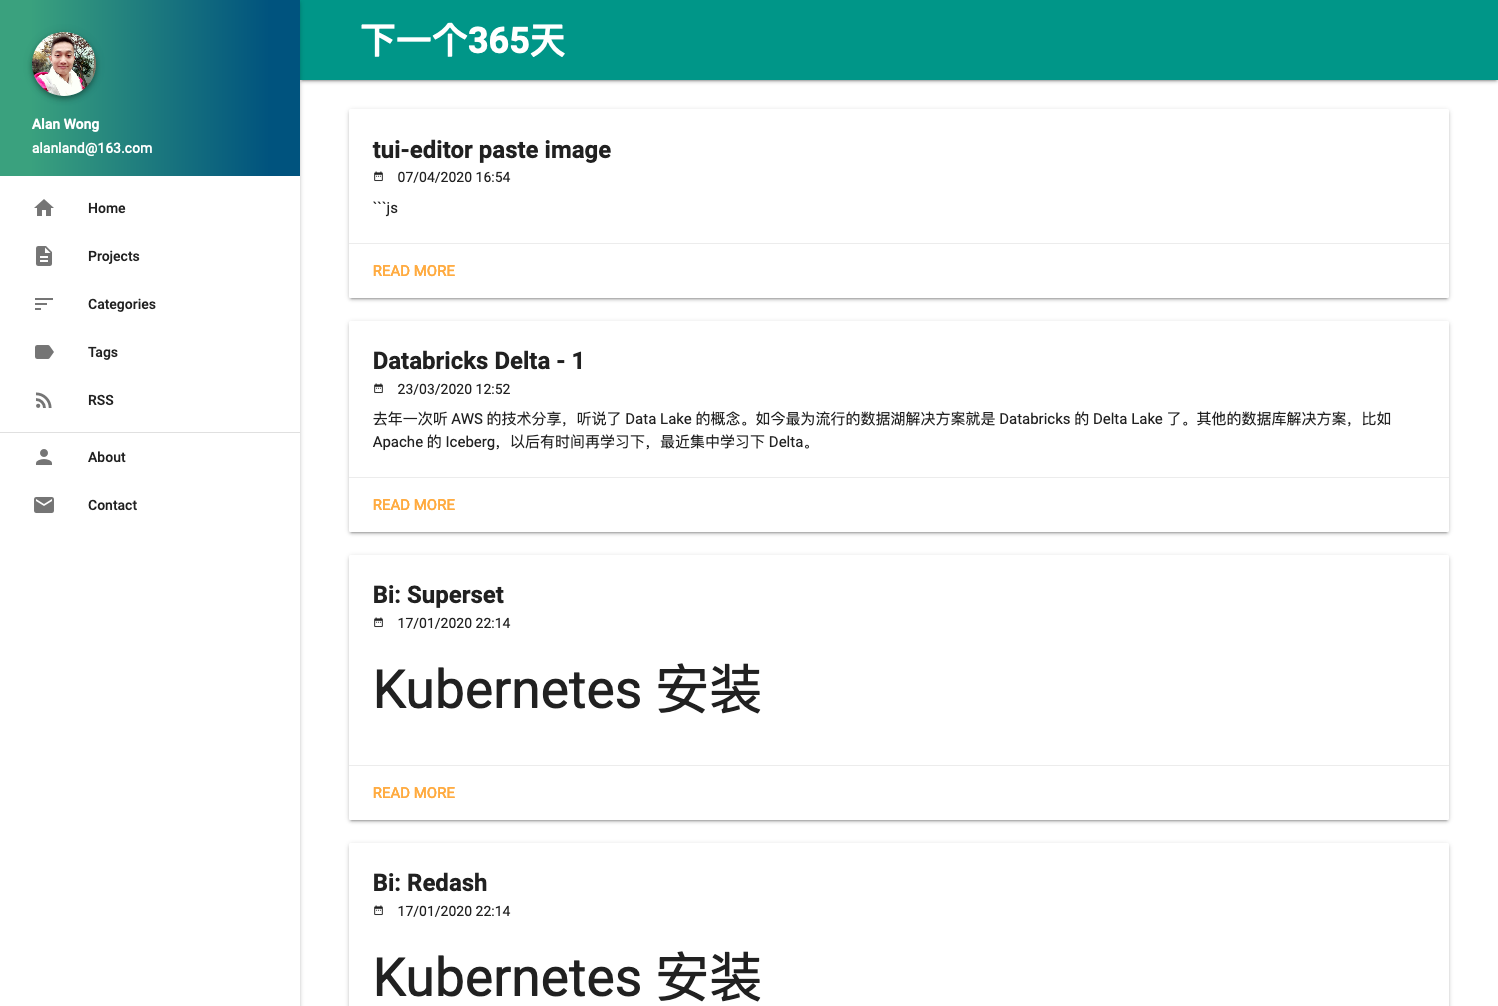 Alan Wong
alanland@163.com
Home
Projects
Categories
Tags
RSS
About
Contact
下一个365天
tui-editor paste image
07/04/2020 16:54
```js
READ MORE
Databricks Delta - 1
23/03/2020 12:52
去年一次听 AWS 的技术分享，听说了 Data Lake 的概念。如今最为流行的数据湖解决方案就是 Databricks 的 Delta Lake 了。其他的数据库解决方案，比如
Apache 的 Iceberg，以后有时间再学习下，最近集中学习下 Delta。
READ MORE
Bi: Superset
17/01/2020 22:14
Kubernetes 安装
READ MORE
Bi: Redash
17/01/2020 22:14
Kubernetes 安装